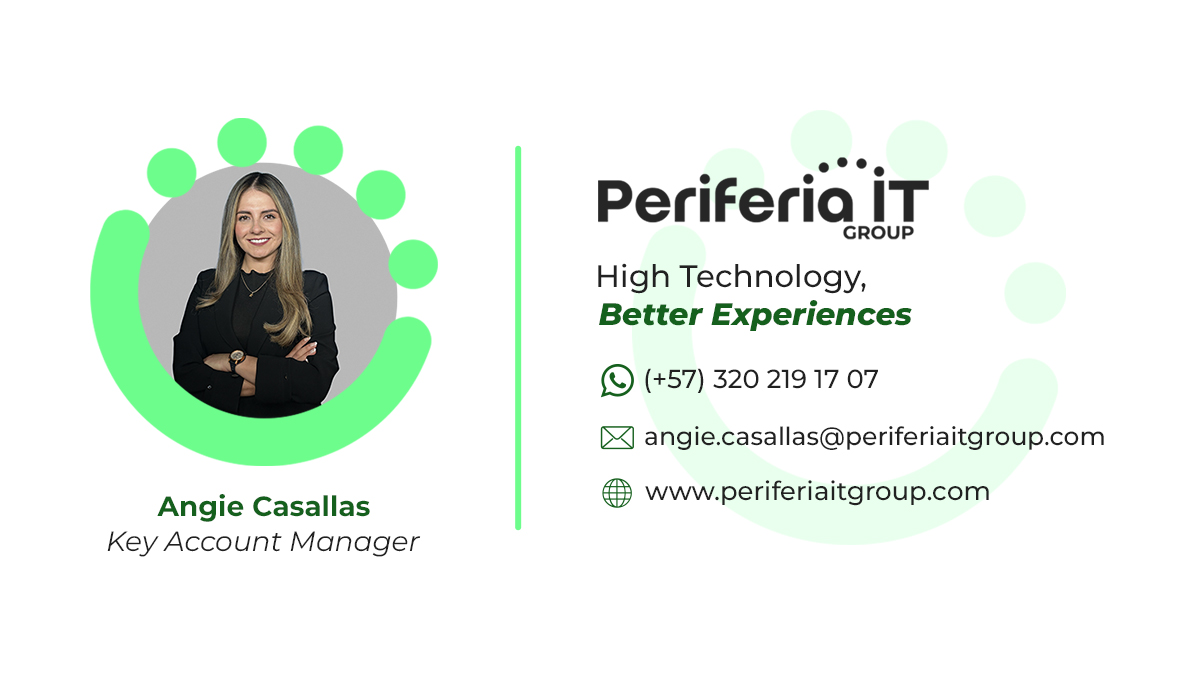 Angie Casallas
Key Account Manager
Periferia IT
GROUP
High Technology,
Better Experiences
(+57) 320 219 17 07
angie.casallas@periferiaitgroup.com
www.periferiaitgroup.com